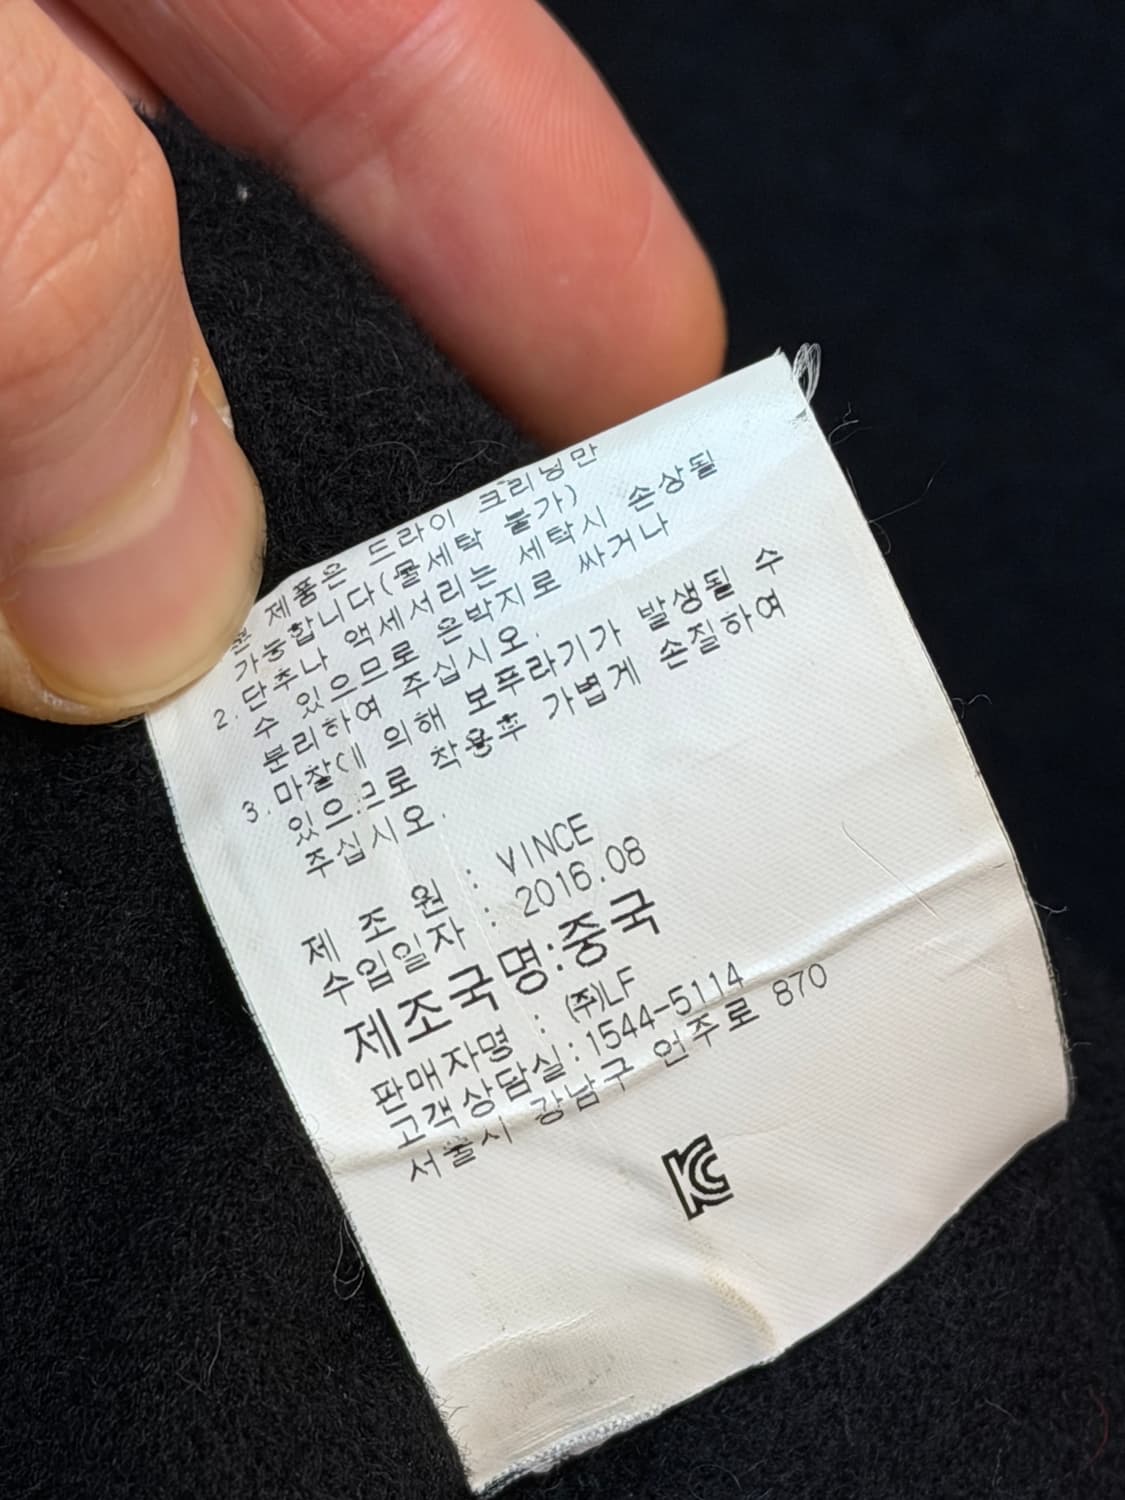 본 제품은 드라이 크리닝만
가능합니다(물세탁 불가)
2.단추나 액세서리는 세탁시 손상될
수 있으므로 은박지로 싸거나
분리하여 주십시오.
3.마찰에 의해 보푸라기가 발생될 수
있으므로 착용후 가볍게 손질하여
주십시오.
제 조 원 : VINCE
수입일자 : 2016.08
제조국명:중국
판매자명 : (주)LF
고객상담실:1544-5114
서울시 강남구 언주로 870
KC